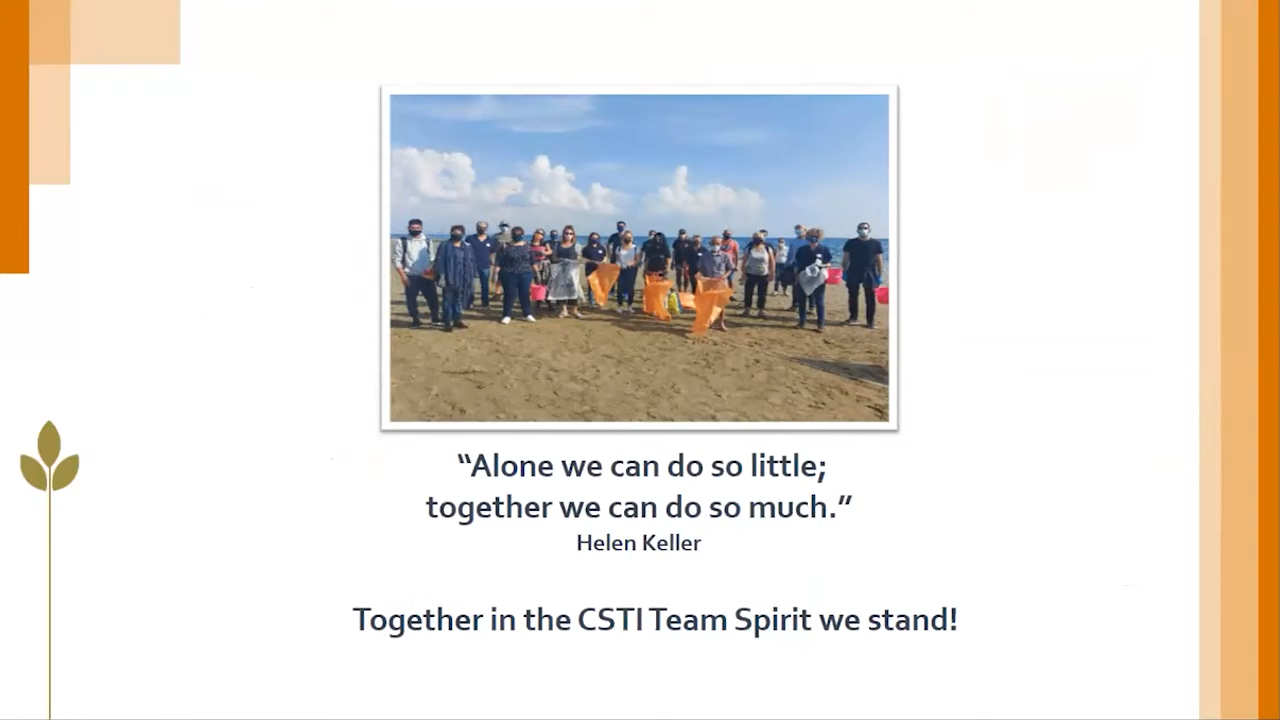 “Alone we can do so little;
together we can do so much.”
Helen Keller
Together in the CSTI Team Spirit we stand!